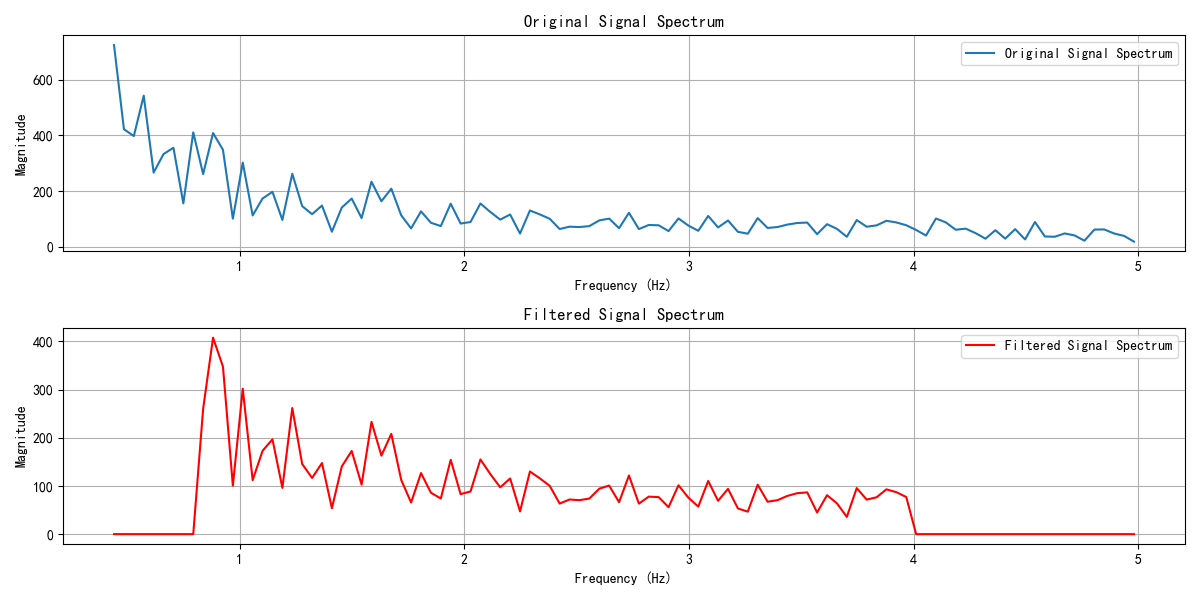 Original Signal Spectrum
Original Signal Spectrum
Magnitude
600
400
200
0
1 2 3 4 5
Frequency (Hz)
Filtered Signal Spectrum
Filtered Signal Spectrum
Magnitude
400
300
200
100
0
1 2 3 4 5
Frequency (Hz)